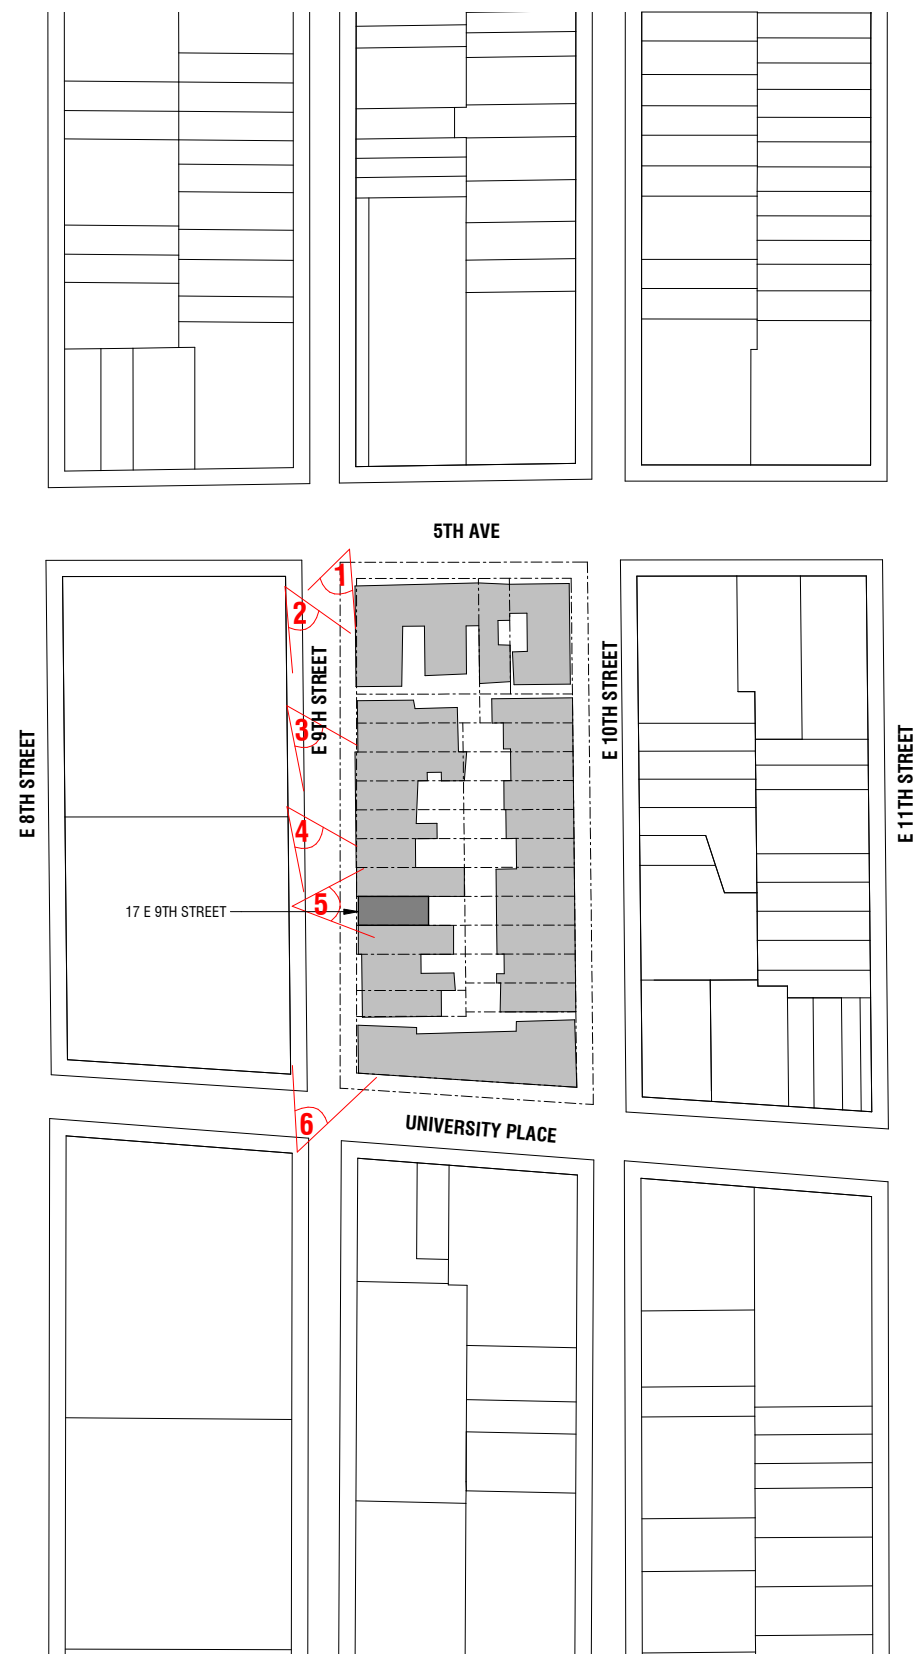 5TH AVE
1
2
E 9TH STREET
E 10TH STREET
3
E 8TH STREET
E 11TH STREET
4
5
17 E 9TH STREET
6
UNIVERSITY PLACE